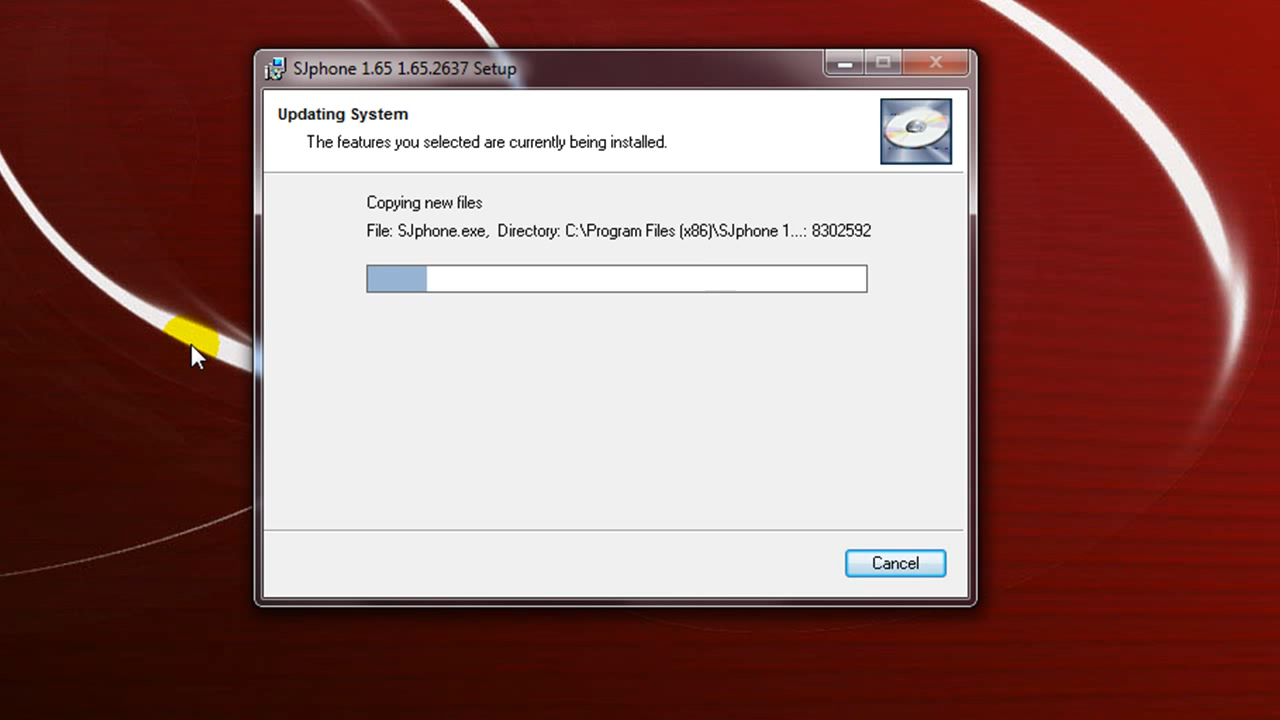 SJphone 1.65 1.65.2637 Setup
Updating System
The features you selected are currently being installed.
Copying new files
File: SJphone.exe,  Directory: C:\Program Files (x86)\SJphone 1...: 8302592
Cancel